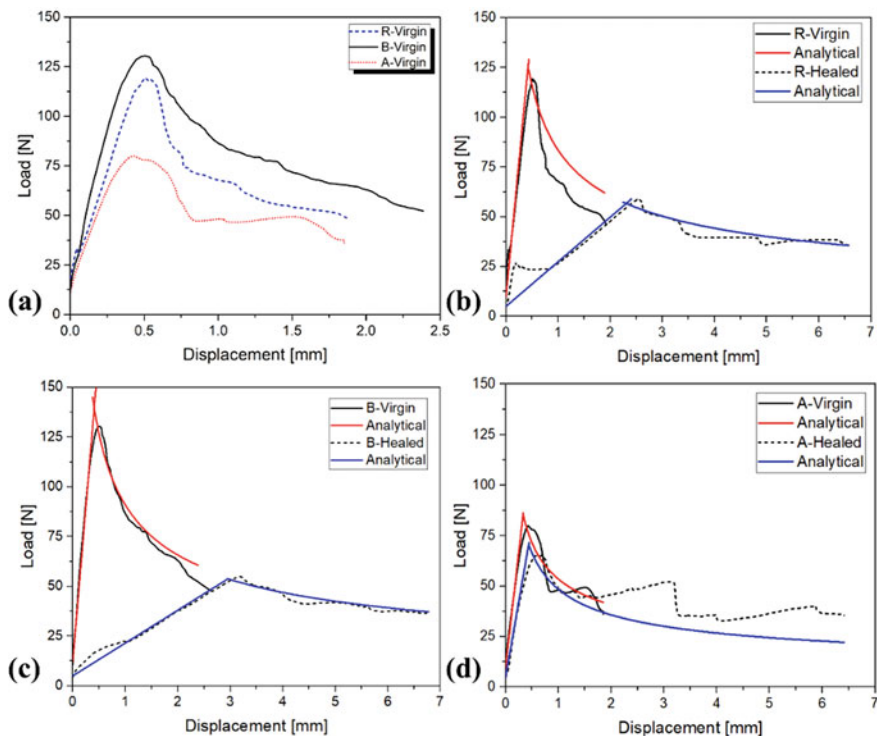 150
125
100
75
50
25
0
Load [N]
R-Virgin
B-Virgin
A-Virgin
0.0 0.5 1.0 1.5 2.0 2.5
Displacement [mm]
(a)
150
125
100
75
50
25
0
Load [N]
R-Virgin
Analytical
R-Healed
Analytical
0 1 2 3 4 5 6 7
Displacement [mm]
(b)
150
125
100
75
50
25
0
Load [N]
B-Virgin
Analytical
B-Healed
Analytical
0 1 2 3 4 5 6 7
Displacement [mm]
(c)
150
125
100
75
50
25
0
Load [N]
A-Virgin
Analytical
A-Healed
Analytical
0 1 2 3 4 5 6 7
Displacement [mm]
(d)